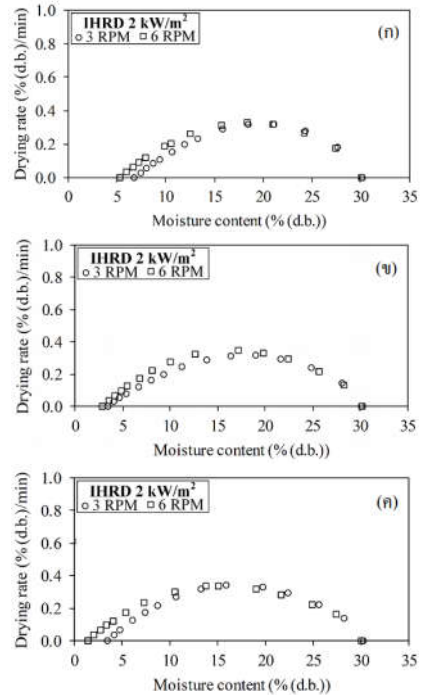 IHRD 2 kW/m²
3 RPM
6 RPM
(ก)
Drying rate (% (d.b.)/min)
1.0
0.8
0.6
0.4
0.2
0.0
0 5 10 15 20 25 30 35
Moisture content (% (d.b.))
IHRD 2 kW/m²
3 RPM 6 RPM
(ข)
Drying rate (% (d.b.)/min)
1.0
0.8
0.6
0.4
0.2
0.0
0 5 10 15 20 25 30 35
Moisture content (% (d.b.))
IHRD 2 kW/m²
3 RPM 6 RPM
(ค)
Drying rate (% (d.b.)/min)
1.0
0.8
0.6
0.4
0.2
0.0
0 5 10 15 20 25 30 35
Moisture content (% (d.b.))